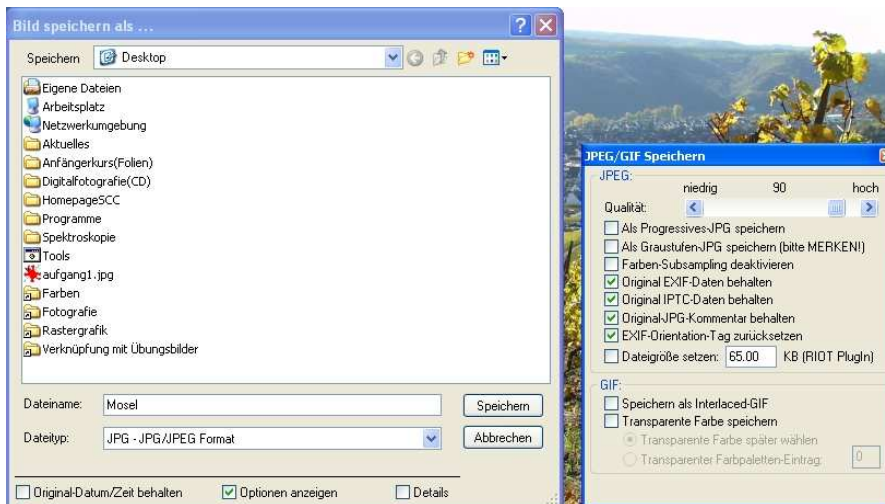 Bild speichern als ...
Speichern
Desktop
Eigene Dateien
Arbeitsplatz
Netzwerkumgebung
Aktuelles
Anfängerkurs(Folien)
Digitalfotografie(CD)
HomepageSCC
Programme
Spektroskopie
Tools
aufgang1.jpg
Farben
Fotografie
Rastergrafik
Verknüpfung mit Übungsbilder
Dateiname: Mosel Speichern
Dateityp: JPG - JPG/JPEG Format Abbrechen
Original-Datum/Zeit behalten Optionen anzeigen Details
JPEG/GIF Speichern
JPEG:
niedrig 90 hoch
Qualität:
Als Progressives-JPG speichern
Als Graustufen-JPG speichern (bitte MERKEN!)
Farben-Subsampling deaktivieren
Original EXIF-Daten behalten
Original IPTC-Daten behalten
Original-JPG-Kommentar behalten
EXIF-Orientation-Tag zurücksetzen
Dateigröße setzen: 65.00 KB (RIOT PlugIn)
GIF:
Speichern als Interlaced-GIF
Transparente Farbe speichern
Transparente Farbe später wählen
Transparenter Farbpaletten-Eintrag: 0